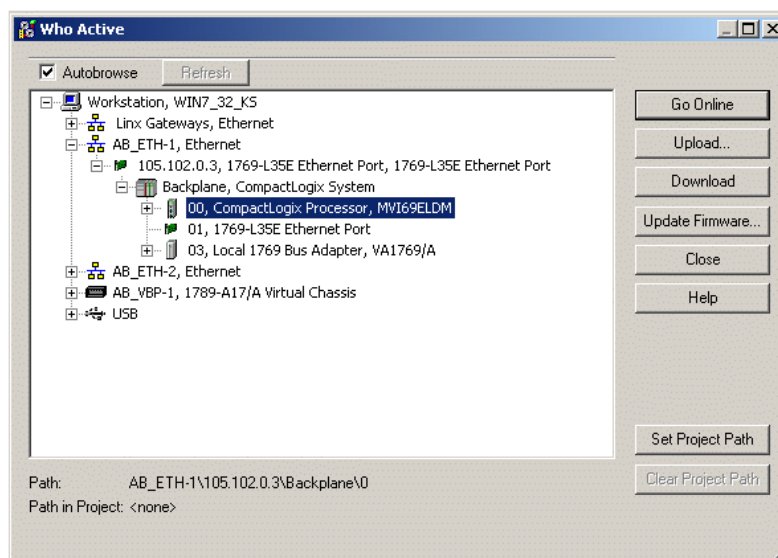 Who Active
Autobrowse
Refresh
Workstation, WIN7_32_KS
Linx Gateways, Ethernet
AB_ETH-1, Ethernet
105.102.0.3, 1769-L35E Ethernet Port, 1769-L35E Ethernet Port
Backplane, CompactLogix System
00, CompactLogix Processor, MVI69ELDM
01, 1769-L35E Ethernet Port
03, Local 1769 Bus Adapter, VA1769/A
AB_ETH-2, Ethernet
AB_VBP-1, 1789-A17/A Virtual Chassis
USB
Go Online
Upload...
Download
Update Firmware...
Close
Help
Set Project Path
Clear Project Path
Path: AB_ETH-1\105.102.0.3\Backplane\0
Path in Project: <none>